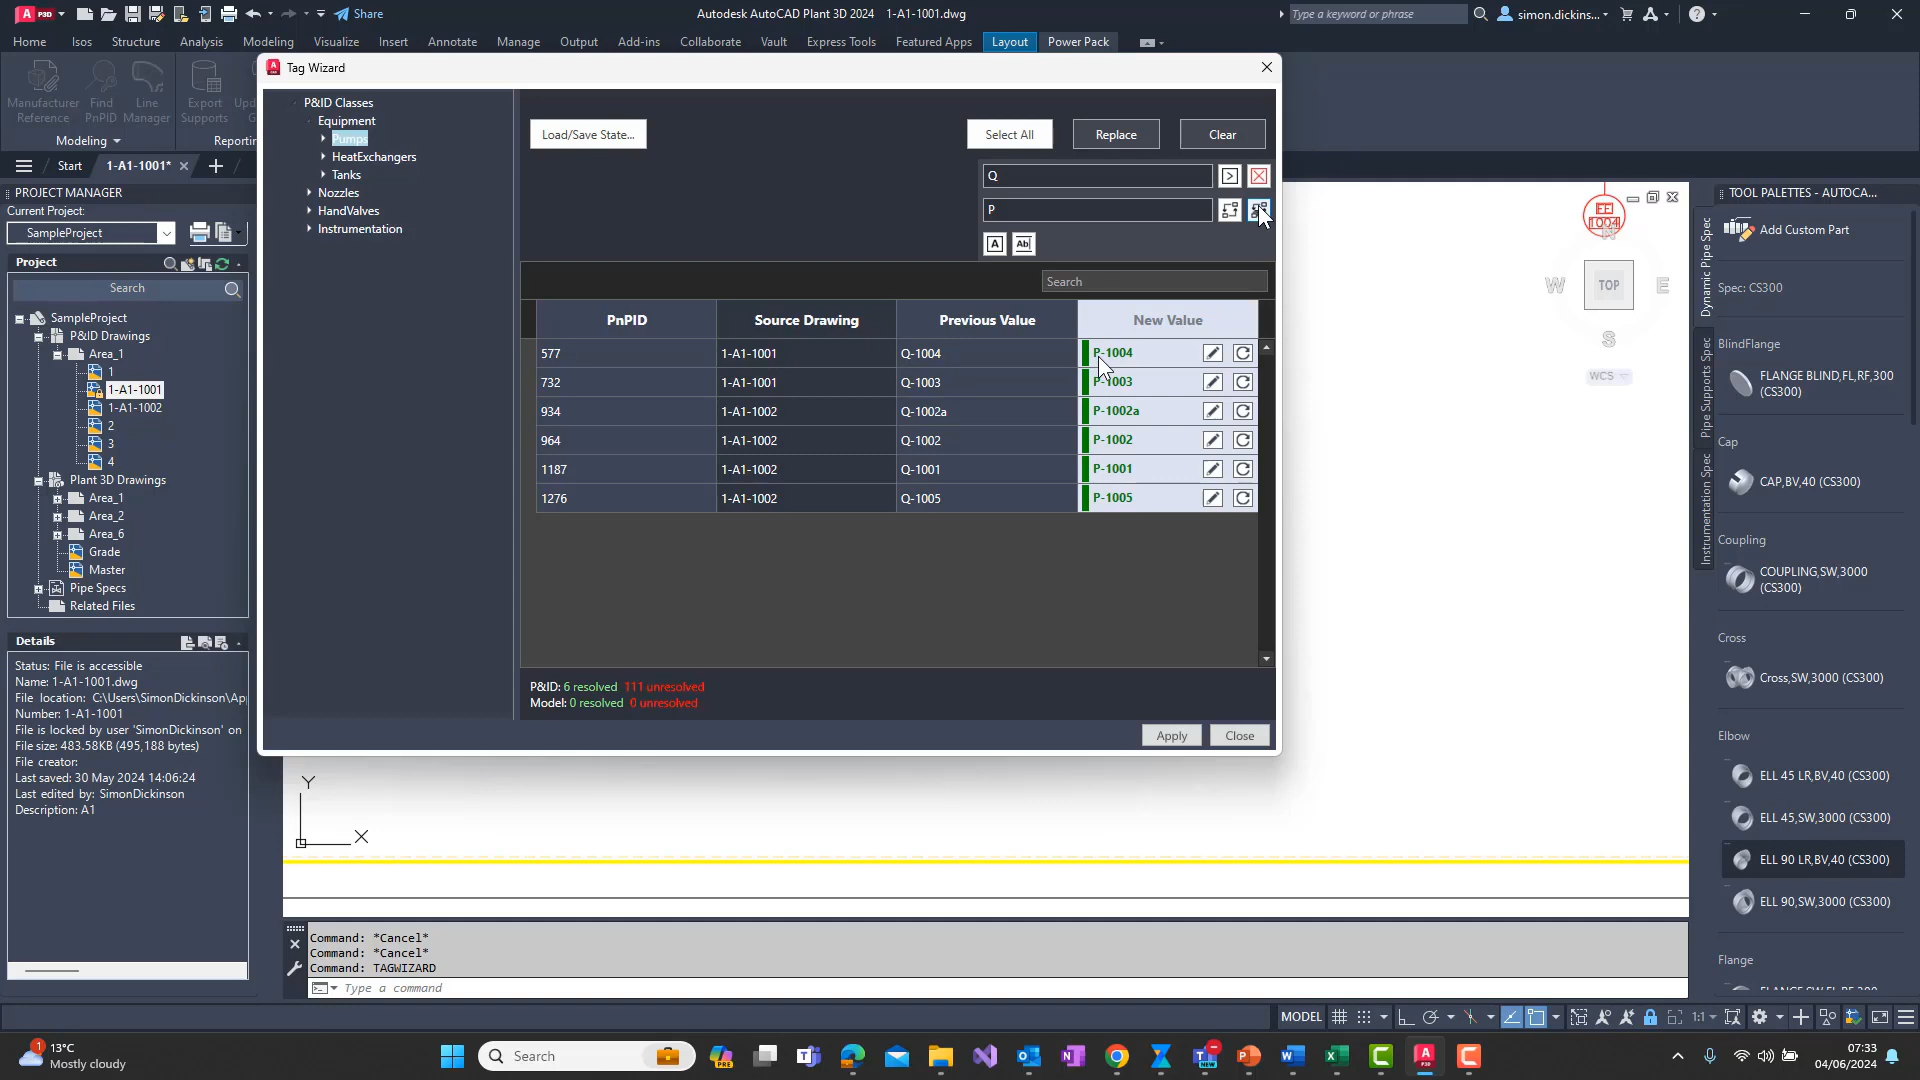 P3D
Share
Autodesk AutoCAD Plant 3D 2024 1-A1-1001.dwg
Type a keyword or phrase
simon.dickins...
Home
Isos
Structure
Analysis
Modeling
Visualize
Insert
Annotate
Manage
Output
Add-ins
Collaborate
Vault
Express Tools
Featured Apps
Layout
Power Pack
Manufacturer
Reference
Find
PnPID
Line
Manager
Export
Supports
Modeling
Start
1-A1-1001*
PROJECT MANAGER
Current Project:
SampleProject
Project
Search
SampleProject
P&ID Drawings
Area_1
1
1-A1-1001
1-A1-1002
2
3
4
Plant 3D Drawings
Area_1
Area_2
Area_6
Grade
Master
Pipe Specs
Related Files
Details
Status: File is accessible
Name: 1-A1-1001.dwg
File location: C:\Users\SimonDickinson\Ap
Number: 1-A1-1001
File is locked by user 'SimonDickinson' on
File size: 483.58KB (495,188 bytes)
File creator:
Last saved: 30 May 2024 14:06:24
Last edited by: SimonDickinson
Description: A1
Tag Wizard
P&ID Classes
Equipment
Pumps
HeatExchangers
Tanks
Nozzles
HandValves
Instrumentation
Load/Save State...
Select All
Replace
Clear
Q
P
A
Ab
Search
PnPID
Source Drawing
Previous Value
New Value
577 1-A1-1001 Q-1004 P-1004
732 1-A1-1001 Q-1003 P-1003
934 1-A1-1002 Q-1002a P-1002a
964 1-A1-1002 Q-1002 P-1002
1187 1-A1-1002 Q-1001 P-1001
1276 1-A1-1002 Q-1005 P-1005
P&ID: 6 resolved 111 unresolved
Model: 0 resolved 0 unresolved
Apply
Close
FE
1004
N
W
TOP
E
S
WCS
Y
X
Command: *Cancel*
Command: *Cancel*
Command: TAGWIZARD
Type a command
TOOL PALETTES - AUTOCA...
Dynamic Pipe Spec
Pipe Supports Spec
Instrumentation Spec
Add Custom Part
Spec: CS300
BlindFlange
FLANGE BLIND,FL,RF,300
(CS300)
Cap
CAP,BV,40 (CS300)
Coupling
COUPLING,SW,3000
(CS300)
Cross
Cross,SW,3000 (CS300)
Elbow
ELL 45 LR,BV,40 (CS300)
ELL 45,SW,3000 (CS300)
ELL 90 LR,BV,40 (CS300)
ELL 90,SW,3000 (CS300)
Flange
MODEL
1:1
1
13°C
Mostly cloudy
Search
PRE
NEW
07:33
04/06/2024